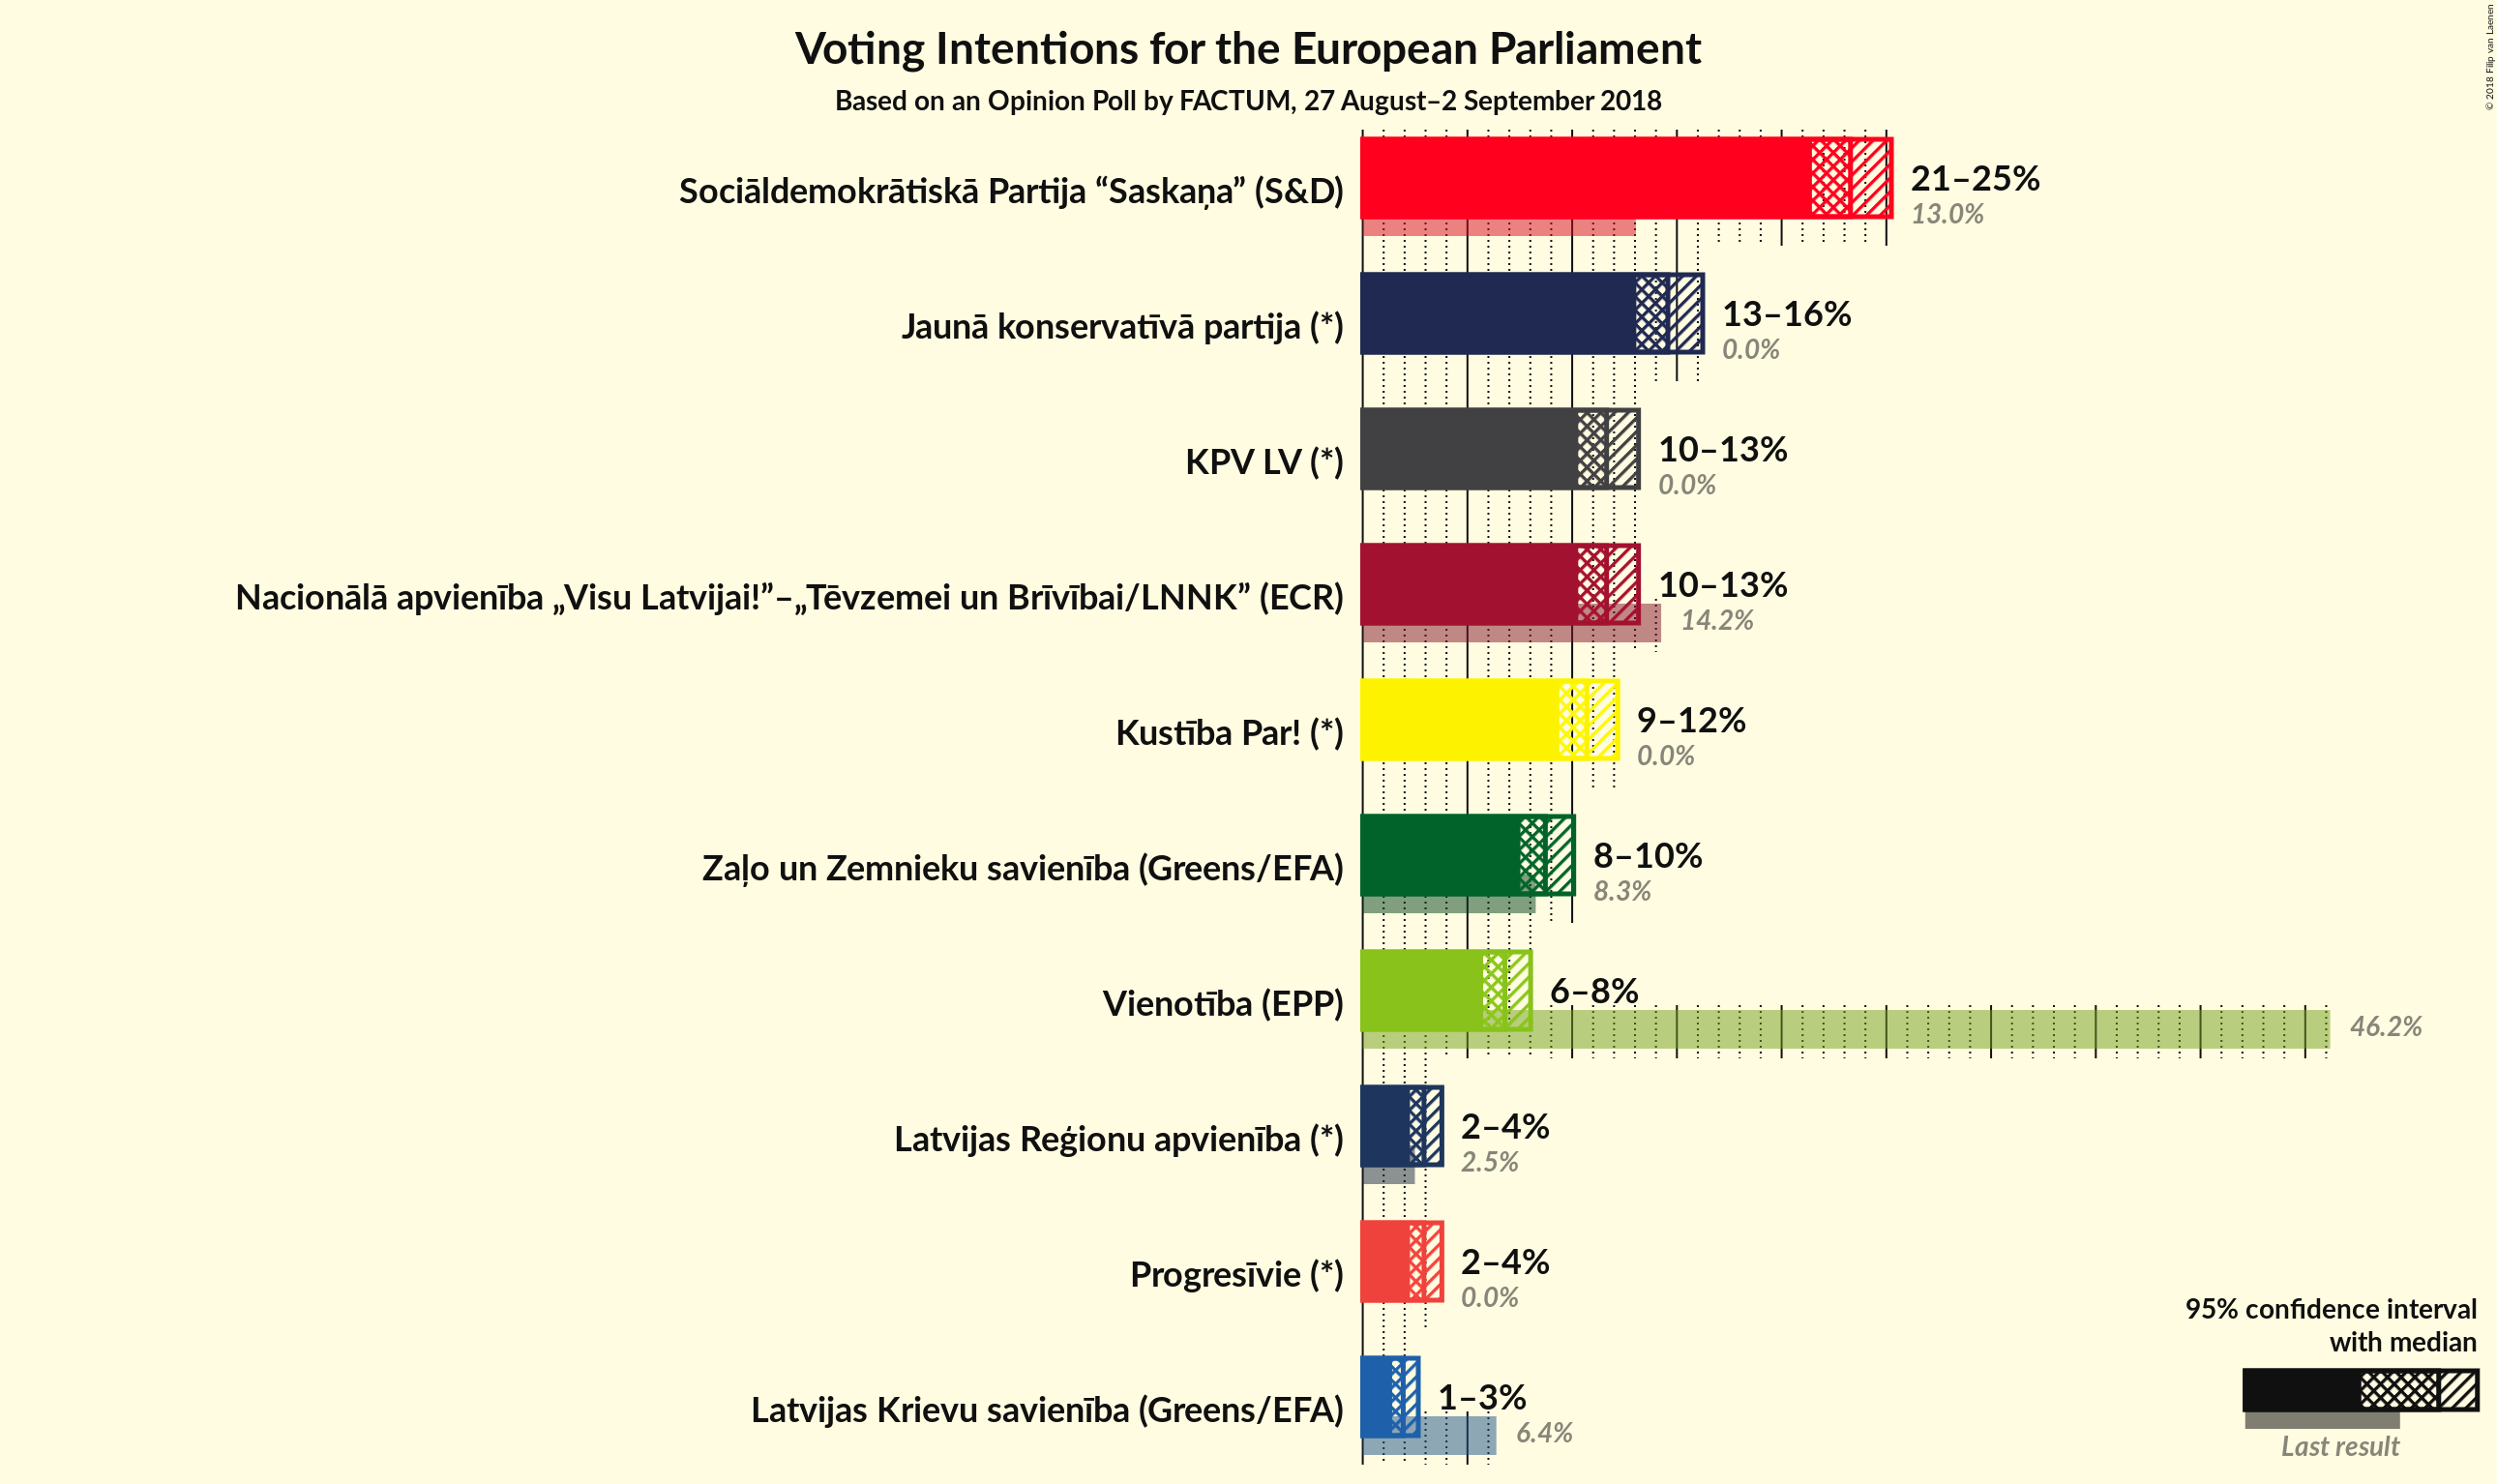 Voting Intentions for the European Parliament
Based on an Opinion Poll by FACTUM, 27 August–2 September 2018
© 2018 Filip van Laenen
Sociāldemokrātiskā Partija “Saskaņa” (S&D)
21–25%
13.0%
Jaunā konservatīvā partija (*)
13–16%
0.0%
KPV LV (*)
10–13%
0.0%
Nacionālā apvienība „Visu Latvijai!”–„Tēvzemei un Brīvībai/LNNK” (ECR)
10–13%
14.2%
Kustība Par! (*)
9–12%
0.0%
Zaļo un Zemnieku savienība (Greens/EFA)
8–10%
8.3%
Vienotība (EPP)
6–8%
46.2%
Latvijas Reģionu apvienība (*)
2–4%
2.5%
Progresīvie (*)
2–4%
0.0%
Latvijas Krievu savienība (Greens/EFA)
1–3%
6.4%
95% confidence interval
with median
Last result